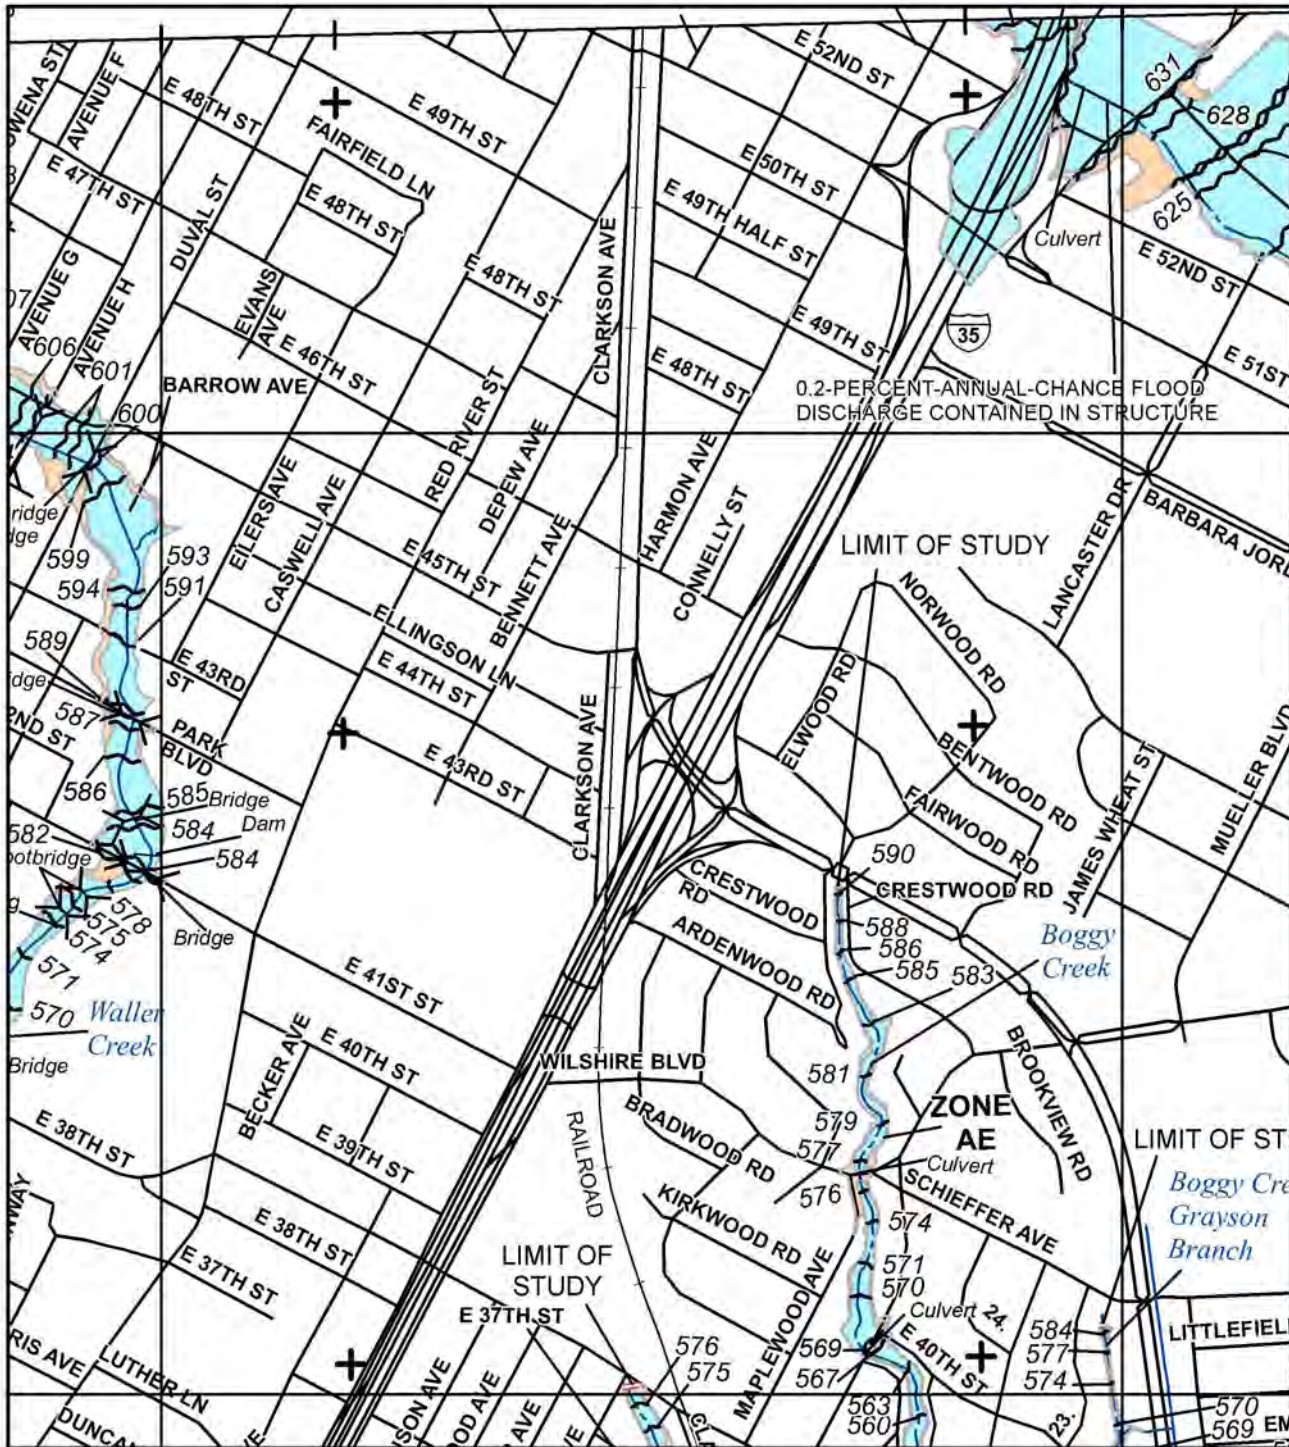 E 52ND ST
631
AVENUE F
E 48TH ST
E 49TH ST
628
FAIRFIELD LN
E 47TH ST
DUVAL ST
E 48TH ST
E 50TH ST
E 49TH HALF ST
625
Culvert
E 52ND ST
AVENUE G
AVENUE H
EVANS
AVE
E 48TH ST
CLARKSON AVE
E 49TH ST
35
E 51ST
606
601
E 46TH ST
E 48TH ST
BARROW AVE
600
RED RIVER ST
0.2-PERCENT-ANNUAL-CHANCE FLOOD
DISCHARGE CONTAINED IN STRUCTURE
DEPEW AVE
HARMON AVE
EILERS AVE
CASWELL AVE
CONNELLY ST
LANCASTER DR
599
593
594
591
E 45TH ST
BENNETT AVE
LIMIT OF STUDY
NORWOOD RD
ELLINGSON LN
589
E 43RD
ST
E 44TH ST
587
PARK
BLVD
CLARKSON AVE
ELWOOD RD
BENTWOOD RD
E 43RD ST
586
585
Bridge
584
Dam
582
584
FAIRWOOD RD
JAMES WHEAT ST
MUELLER BLVD
590
CRESTWOOD
RD
CRESTWOOD RD
578
575
574
Bridge
ARDENWOOD RD
588
586
585
583
Boggy
Creek
571
570
Waller
Creek
E 41ST ST
Bridge
BECKER AVE
E 40TH ST
WILSHIRE BLVD
581
BROOKVIEW RD
E 38TH ST
E 39TH ST
RAILROAD
BRADWOOD RD
579
577
ZONE
AE
Culvert
576
SCHIEFFER AVE
LIMIT OF ST
Boggy Cre
Grayson
Branch
KIRKWOOD RD
574
E 38TH ST
E 37TH ST
LIMIT OF
STUDY
E 37TH ST
MAPLEWOOD AVE
571
570
Culvert
24.
584
577
574
LITTLEFIEL
576
575
569
567
E 40TH ST
LUTHER LN
563
560
23.
570
569